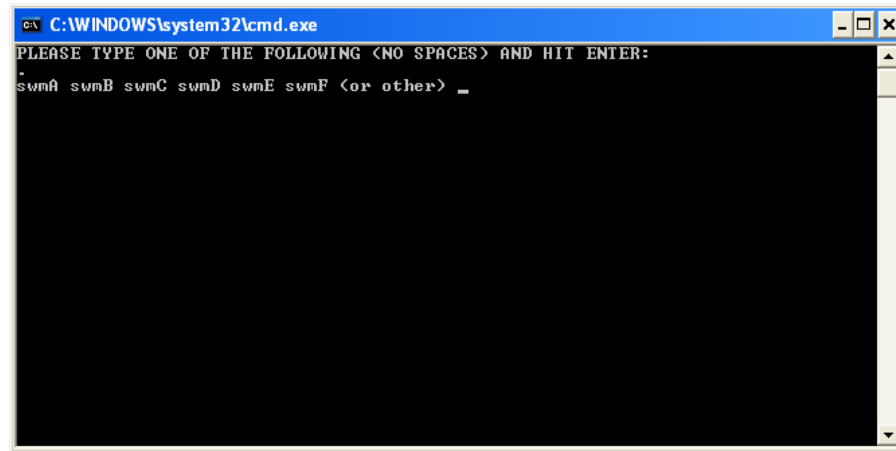 C:\WINDOWS\system32\cmd.exe
PLEASE TYPE ONE OF THE FOLLOWING (NO SPACES) AND HIT ENTER:
.
swmA swmB swmC swmD swmE swmF (or other) _